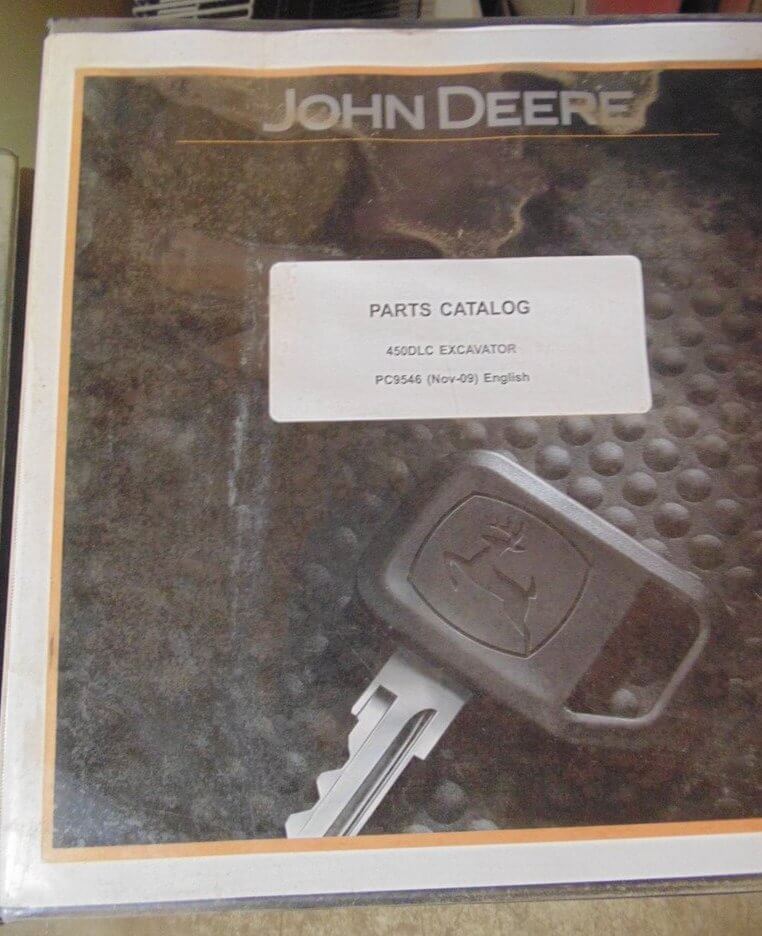 JOHN DEERE
PARTS CATALOG
450DLC EXCAVATOR
PC9546 (Nov-09) English